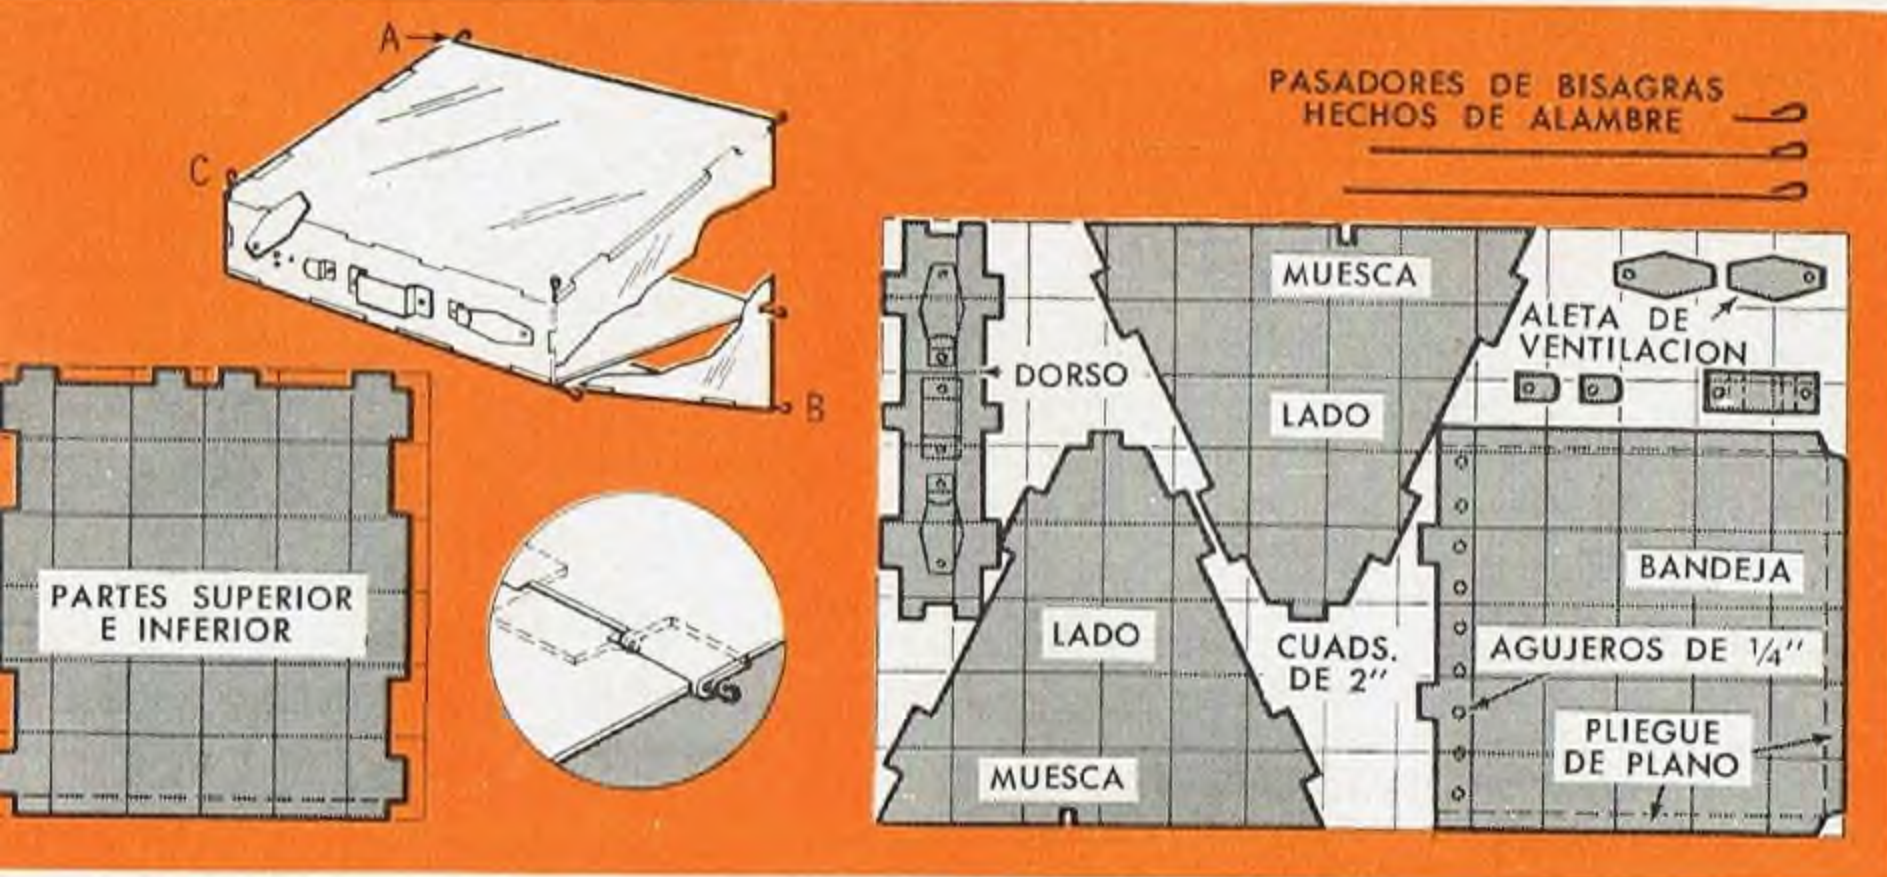 A
PASADORES DE BISAGRAS
HECHOS DE ALAMBRE
C
B
MUESCA
ALETA DE
VENTILACION
DORSO
LADO
PARTES SUPERIOR
E INFERIOR
BANDEJA
LADO
CUADS.
DE 2"
AGUJEROS DE 1/4"
PLIEGUE
DE PLANO
MUESCA